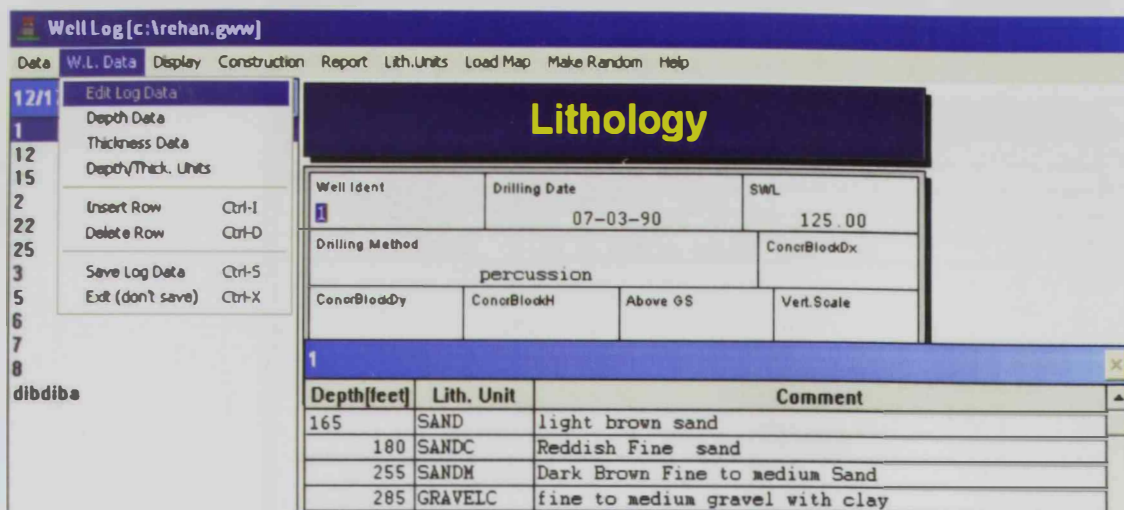 Well Log [c:\rehan.gww]
Data W.L. Data Display Construction Report Lith.Units Load Map Make Random Help
12/1
Edit Log Data
Depth Data
Thickness Data
Depth/Thick. Units
Insert Row Ctrl-I
Delete Row Ctrl-D
Save Log Data Ctrl-S
Exit (don't save) Ctrl-X
1
12
15
2
22
25
3
5
6
7
8
dibdiba
Lithology
Well Ident Drilling Date SWL
1 07-03-90 125.00
Drilling Method ConcrBlockDx
percussion
ConcrBlockDy ConcrBlockH Above GS Vert.Scale
1
Depth[feet] Lith. Unit Comment
165 SAND light brown sand
180 SANDC Reddish Fine sand
255 SANDM Dark Brown Fine to medium Sand
285 GRAVELC fine to medium gravel with clay